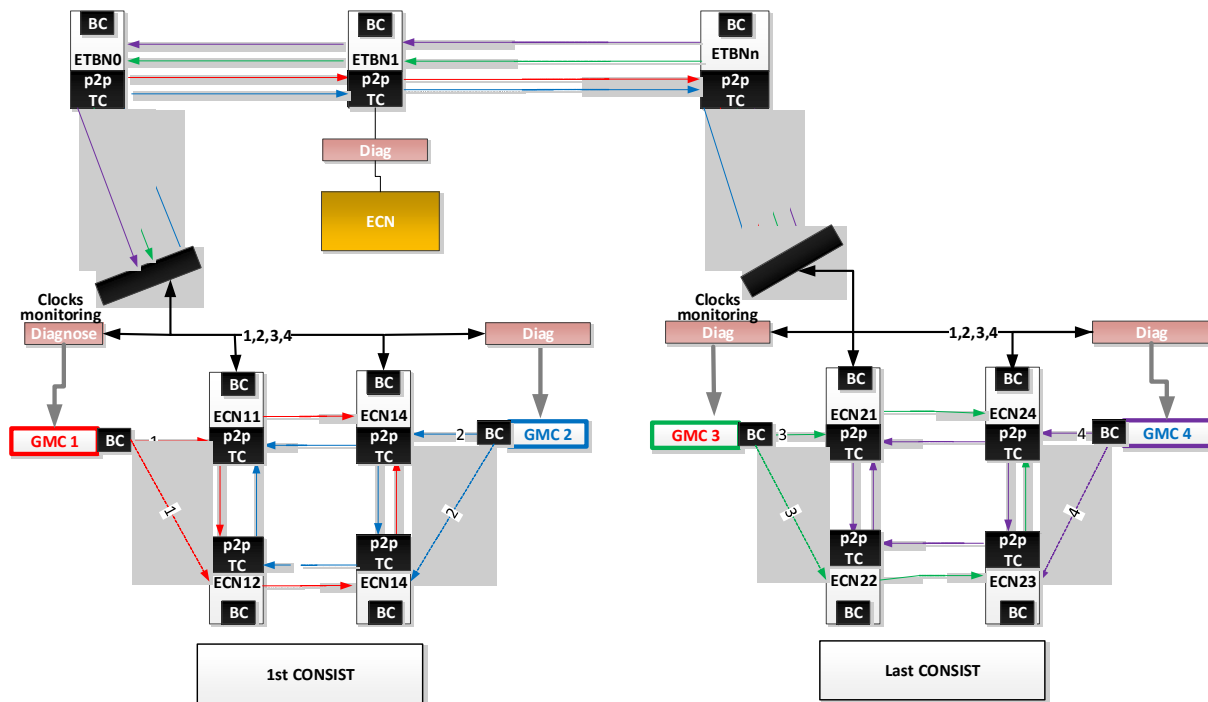 BC
BC
BC
ETBN0
ETBN1
ETBNn
p2p
TC
p2p
TC
p2p
TC
Diag
ECN
Clocks
monitoring
Diagnose
1,2,3,4
Diag
Clocks
monitoring
Diag
1,2,3,4
Diag
BC
BC
BC
BC
ECN11
ECN14
ECN21
ECN24
GMC 1
BC
1
p2p
TC
p2p
TC
2
BC
GMC 2
GMC 3
BC
3
p2p
TC
p2p
TC
4
BC
GMC 4
1
2
3
4
p2p
TC
p2p
TC
p2p
TC
p2p
TC
ECN12
ECN14
ECN22
ECN23
BC
BC
BC
BC
1st CONSIST
Last CONSIST